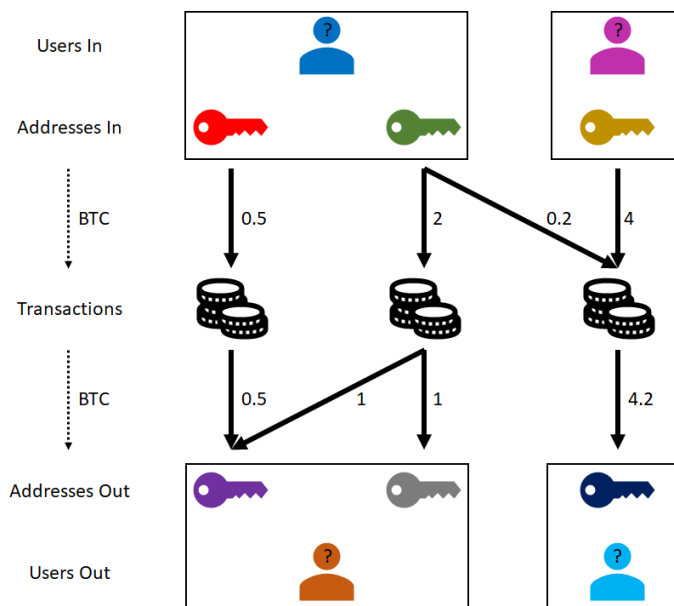 Users In
? ?
Addresses In
BTC 0.5 2 0.2 4
Transactions
BTC 0.5 1 1 4.2
Addresses Out
Users Out
? ?